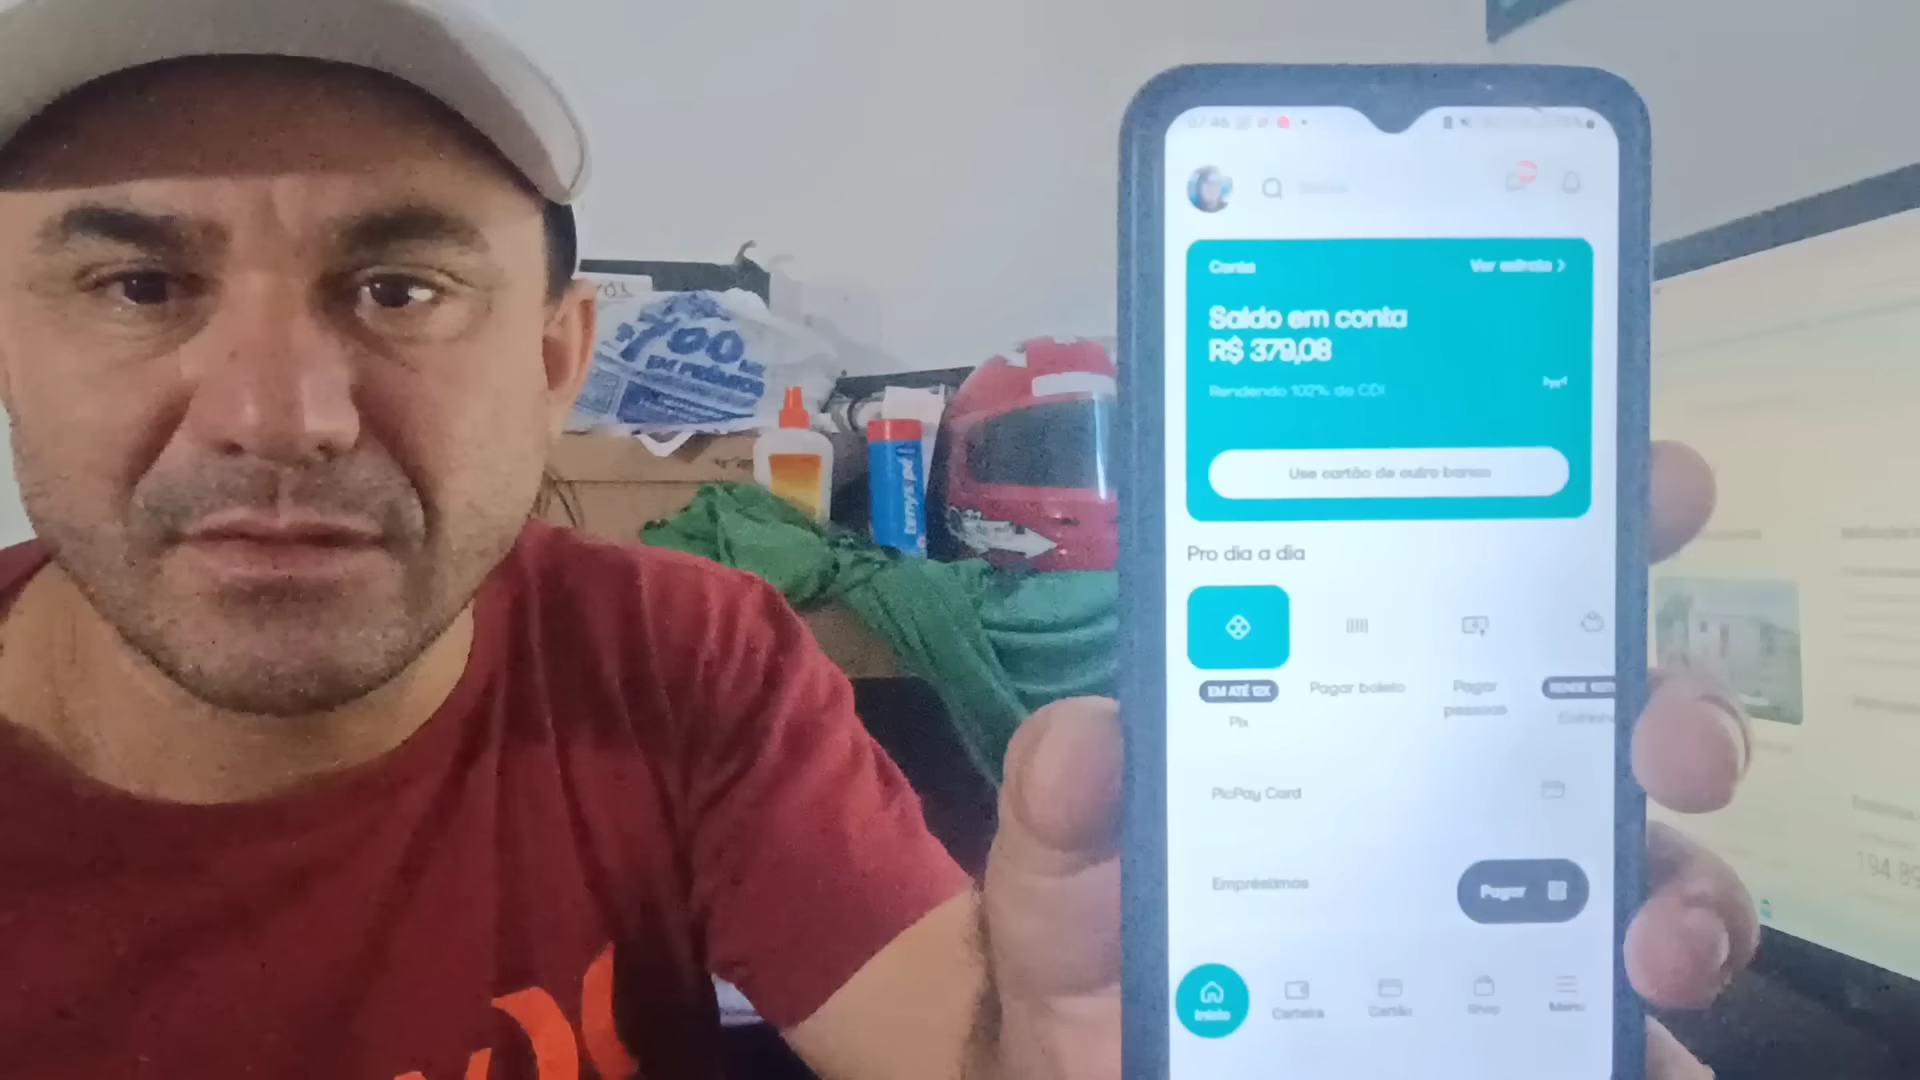 700
EM PRÊMIOS
tenys pé
Conta
Ver extrato >
Saldo em conta
R$ 379,08
Rendendo 102% do CDI
Use cartão de outro banco
Pro dia a dia
EM ATÉ 12X
Pix
Pagar boleto
Pagar
pessoas
PicPay Card
Empréstimos
Pagar
Início
Carteira
Cartão
Shop
Menu